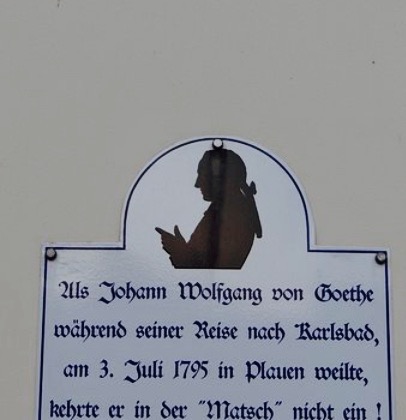 Als Johann Wolfgang von Goethe
während seiner Reise nach Karlsbad,
am 3. Juli 1795 in Plauen weilte,
kehrte er in der "Matsch" nicht ein !